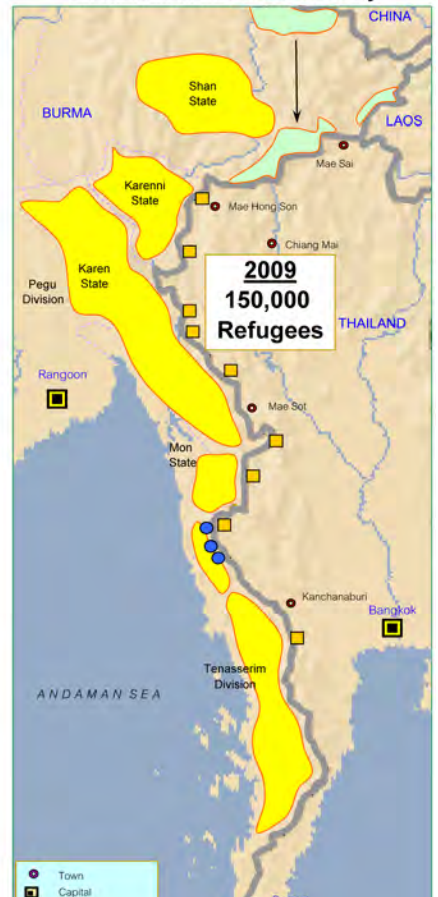 CHINA
Shan
State
BURMA
LAOS
Mae Sai
Karenni
State
Mae Hong Son
Chiang Mai
Karen
State
Pegu
Division
2009
150,000
Refugees
THAILAND
Rangoon
Mae Sot
Mon
State
Kanchanaburi
Bangkok
Tenasserim
Division
ANDAMAN SEA
Town
Capital